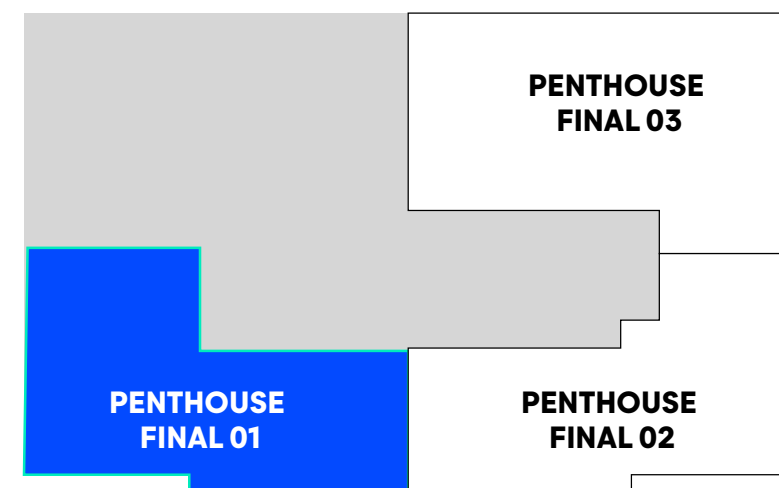 PENTHOUSE
FINAL 03
PENTHOUSE
FINAL 01
PENTHOUSE
FINAL 02